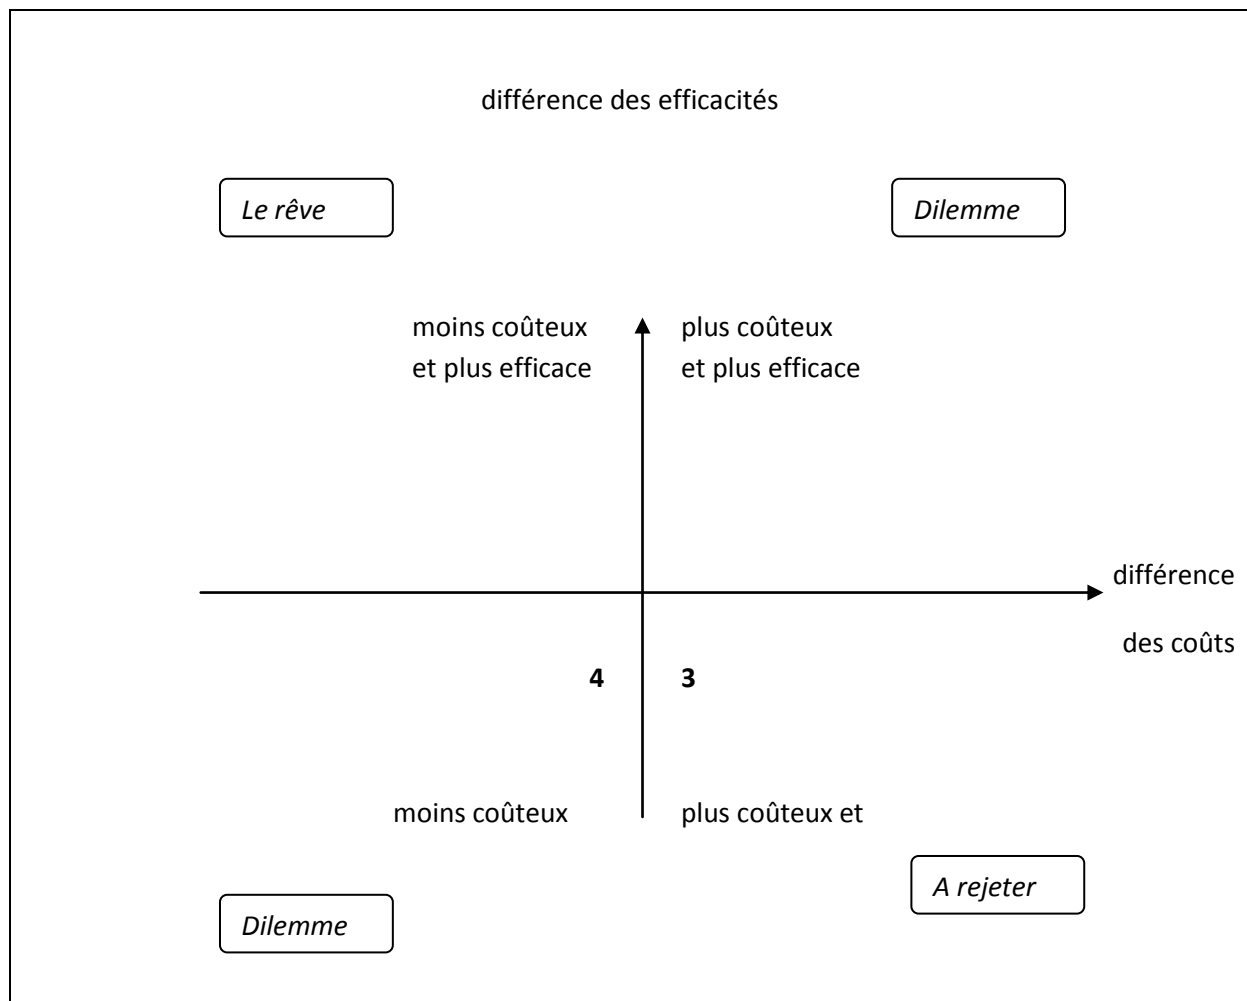 différence des efficacités
Le rêve
Dilemme
moins coûteux
et plus efficace
plus coûteux
et plus efficace
différence
des coûts
4
3
moins coûteux
plus coûteux et
A rejeter
Dilemme